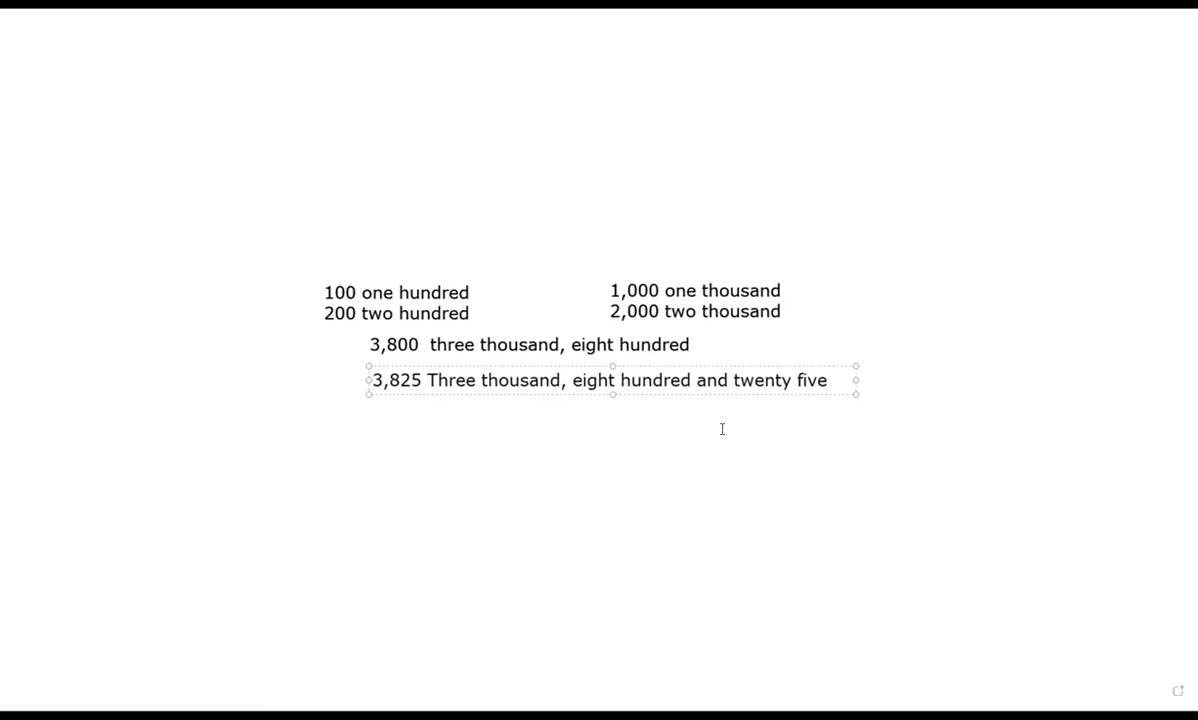 100 one hundred
200 two hundred
1,000 one thousand
2,000 two thousand
3,800  three thousand, eight hundred
3,825 Three thousand, eight hundred and twenty five